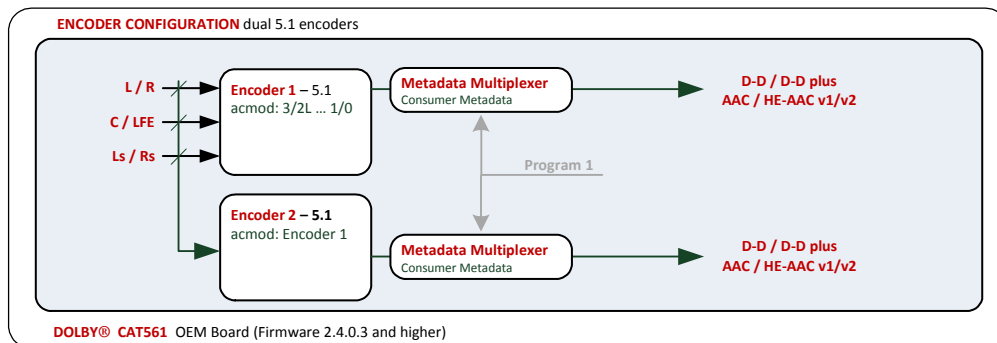 ENCODER CONFIGURATION dual 5.1 encoders
L / R
C / LFE
Ls / Rs
Encoder 1 – 5.1
acmod: 3/2L ... 1/0
Metadata Multiplexer
Consumer Metadata
D-D / D-D plus
AAC / HE-AAC v1/v2
Program 1
Encoder 2 – 5.1
acmod: Encoder 1
Metadata Multiplexer
Consumer Metadata
D-D / D-D plus
AAC / HE-AAC v1/v2
DOLBY® CAT561 OEM Board (Firmware 2.4.0.3 and higher)